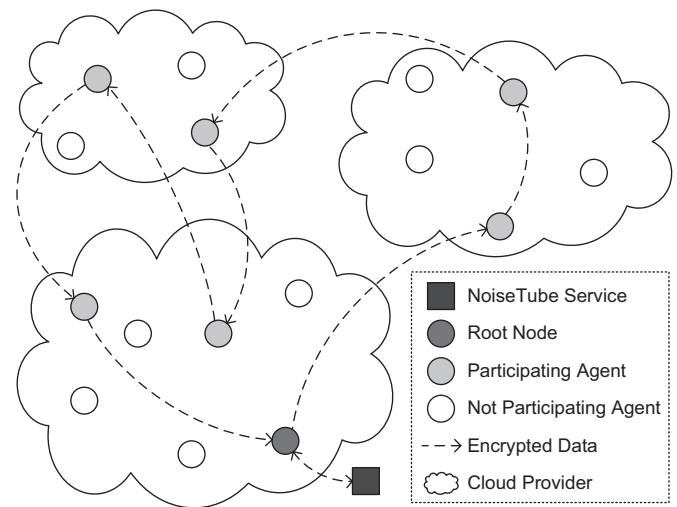 NoiseTube Service
Root Node
Participating Agent
Not Participating Agent
Encrypted Data
Cloud Provider